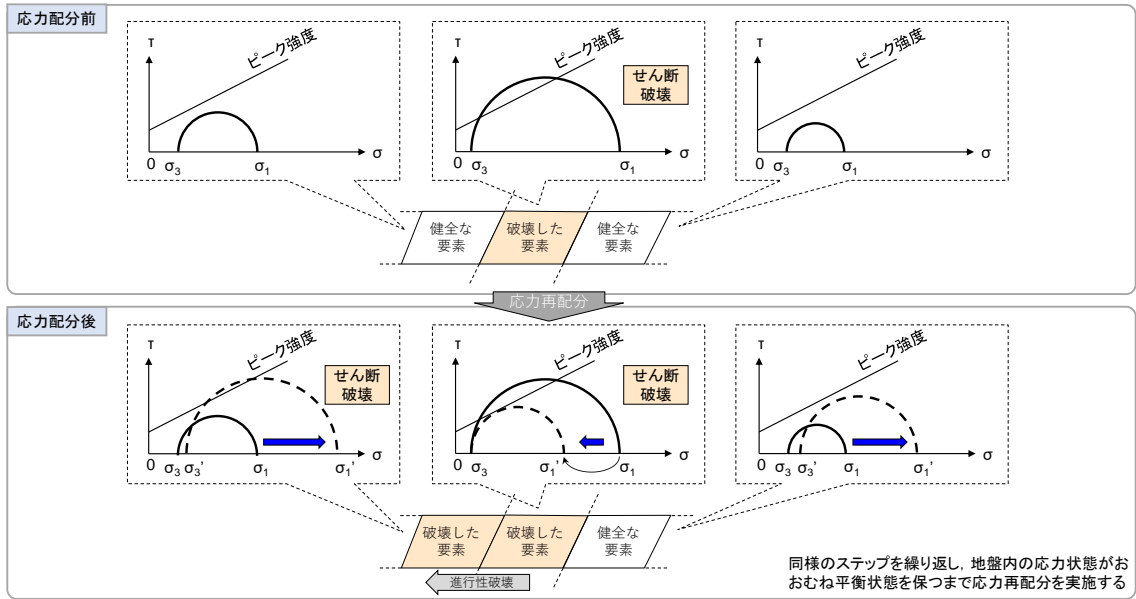 応力配分前
τ
ピーク強度
0 σ3 σ1 σ
τ
ピーク強度
せん断
破壊
0 σ3 σ1 σ
τ
ピーク強度
0 σ3 σ1 σ
健全な
要素
破壊した
要素
健全な
要素
応力再配分
応力配分後
τ
ピーク強度
せん断
破壊
0 σ3 σ3' σ1 σ1' σ
τ
ピーク強度
せん断
破壊
0 σ3 σ1' σ1 σ
τ
ピーク強度
0 σ3 σ3' σ1 σ1' σ
破壊した
要素
破壊した
要素
健全な
要素
進行性破壊
同様のステップを繰り返し，地盤内の応力状態がお
おむね平衡状態を保つまで応力再配分を実施する